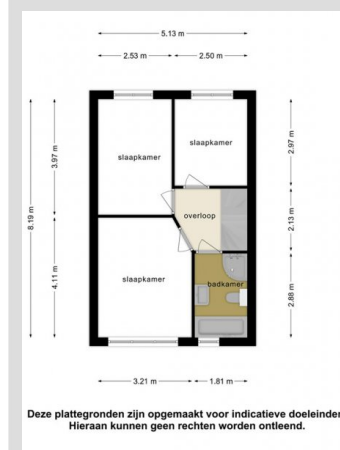 5.13 m
2.53 m 2.50 m
8.19 m
3.97 m
4.11 m
2.97 m
2.13 m
2.88 m
slaapkamer
slaapkamer
overloop
slaapkamer
badkamer
3.21 m 1.81 m
Deze plattegronden zijn opgemaakt voor indicatieve doeleinden
Hieraan kunnen geen rechten worden ontleend.